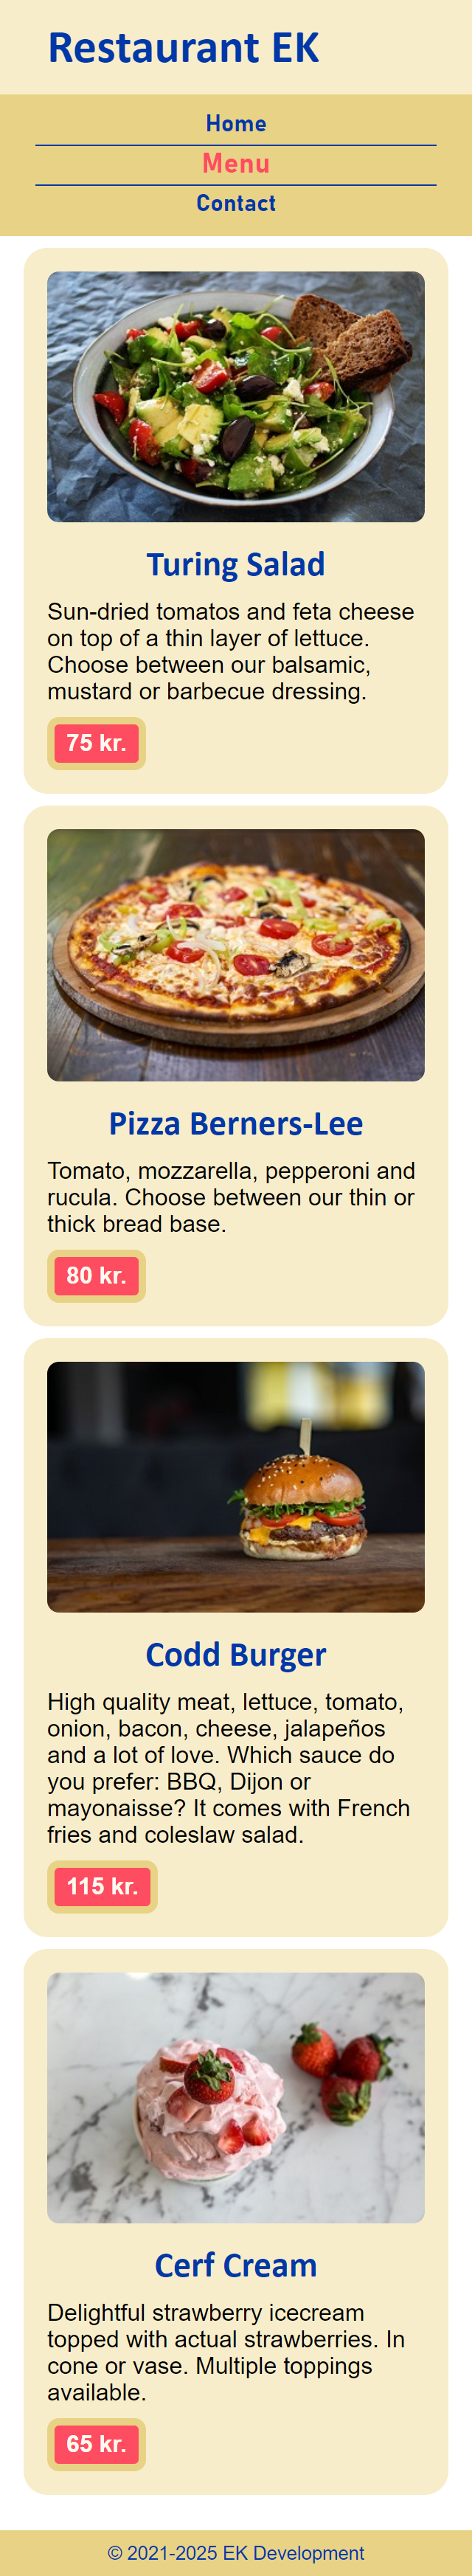 Restaurant EK
Home
Menu
Contact
Turing Salad
Sun-dried tomatos and feta cheese
on top of a thin layer of lettuce.
Choose between our balsamic,
mustard or barbecue dressing.
75 kr.
Pizza Berners-Lee
Tomato, mozzarella, pepperoni and
rucula. Choose between our thin or
thick bread base.
80 kr.
Codd Burger
High quality meat, lettuce, tomato,
onion, bacon, cheese, jalapeños
and a lot of love. Which sauce do
you prefer: BBQ, Dijon or
mayonaisse? It comes with French
fries and coleslaw salad.
115 kr.
Cerf Cream
Delightful strawberry icecream
topped with actual strawberries. In
cone or vase. Multiple toppings
available.
65 kr.
© 2021-2025 EK Development